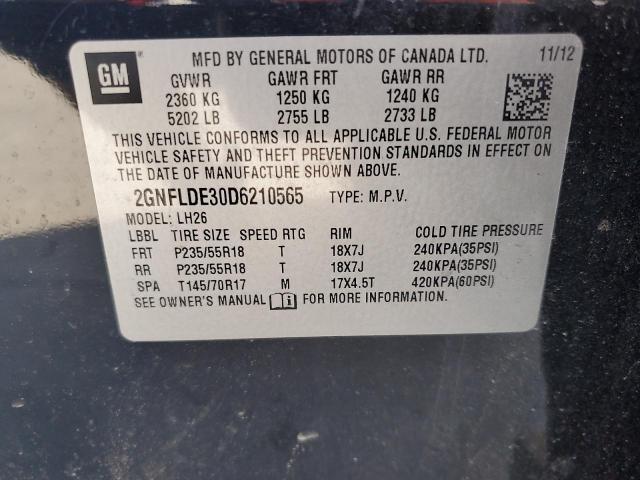 GM
MFD BY GENERAL MOTORS OF CANADA LTD. 11/12
GVWR GAWR FRT GAWR RR
2360 KG 1250 KG 1240 KG
5202 LB 2755 LB 2733 LB
THIS VEHICLE CONFORMS TO ALL APPLICABLE U.S. FEDERAL MOTOR
VEHICLE SAFETY AND THEFT PREVENTION STANDARDS IN EFFECT ON
THE DATE OF MANUFACTURE SHOWN ABOVE.
2GNFLDE30D6210565 TYPE: M.P.V.
MODEL: LH26
LBBL TIRE SIZE SPEED RTG RIM COLD TIRE PRESSURE
FRT P235/55R18 T 18X7J 240KPA(35PSI)
RR P235/55R18 T 18X7J 240KPA(35PSI)
SPA T145/70R17 M 17X4.5T 420KPA(60PSI)
SEE OWNER'S MANUAL FOR MORE INFORMATION.